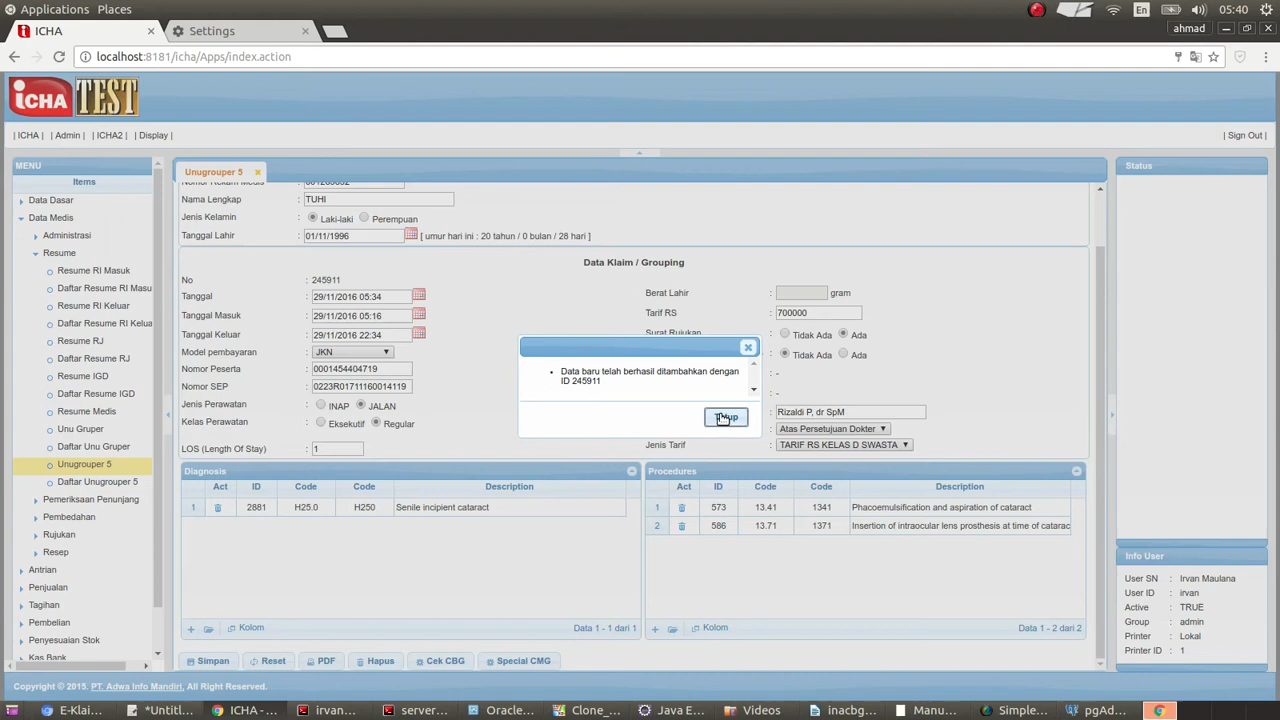 Applications Places En 05:40
ICHA Settings ahmad
localhost:8181/icha/Apps/index.action
iCHA TEST
| ICHA | | Admin | | ICHA2 | | Display | | Sign Out |
MENU
Items
Data Dasar
Data Medis
Administrasi
Resume
Resume RI Masuk
Daftar Resume RI Masu
Resume RI Keluar
Daftar Resume RI Kelua
Resume RJ
Daftar Resume RJ
Resume IGD
Daftar Resume IGD
Resume Medis
Unu Gruper
Daftar Unu Gruper
Unugrouper 5
Daftar Unugrouper 5
Pemeriksaan Penunjang
Pembedahan
Rujukan
Resep
Antrian
Penjualan
Tagihan
Pembelian
Penyesuaian Stok
Kas Bank
Unugrouper 5
Nama Lengkap : TUHI
Jenis Kelamin : Laki-laki Perempuan
Tanggal Lahir : 01/11/1996 [ umur hari ini : 20 tahun / 0 bulan / 28 hari ]
Data Klaim / Grouping
No : 245911
Tanggal : 29/11/2016 05:34
Tanggal Masuk : 29/11/2016 05:16
Tanggal Keluar : 29/11/2016 22:34
Model pembayaran : JKN
Nomor Peserta : 0001454404719
Nomor SEP : 0223R01711160014119
Jenis Perawatan : INAP JALAN
Kelas Perawatan : Eksekutif Regular
LOS (Length Of Stay) : 1
Berat Lahir : gram
Tarif RS : 700000
Surat Rujukan : Tidak Ada Ada
: Tidak Ada Ada
: -
: -
: Rizaldi P, dr SpM
: Atas Persetujuan Dokter
Jenis Tarif : TARIF RS KELAS D SWASTA
Data baru telah berhasil ditambahkan dengan
ID 245911
Diagnosis
Act ID Code Code Description
1 2881 H25.0 H250 Senile incipient cataract
Kolom Data 1 - 1 dari 1
Procedures
Act ID Code Code Description
1 573 13.41 1341 Phacoemulsification and aspiration of cataract
2 586 13.71 1371 Insertion of intraocular lens prosthesis at time of catarac
Kolom Data 1 - 2 dari 2
Simpan Reset PDF Hapus Cek CBG Special CMG
Status
Info User
User SN : Irvan Maulana
User ID : irvan
Active : TRUE
Group : admin
Printer : Lokal
Printer ID : 1
Copyright © 2015. PT. Adwa Info Mandiri, All Right Reserved.
E-Klai... *Untitl... ICHA -... irvan... server... Oracle... Clone_... Java E... Videos inacbg... Manu... Simple... pgAd...